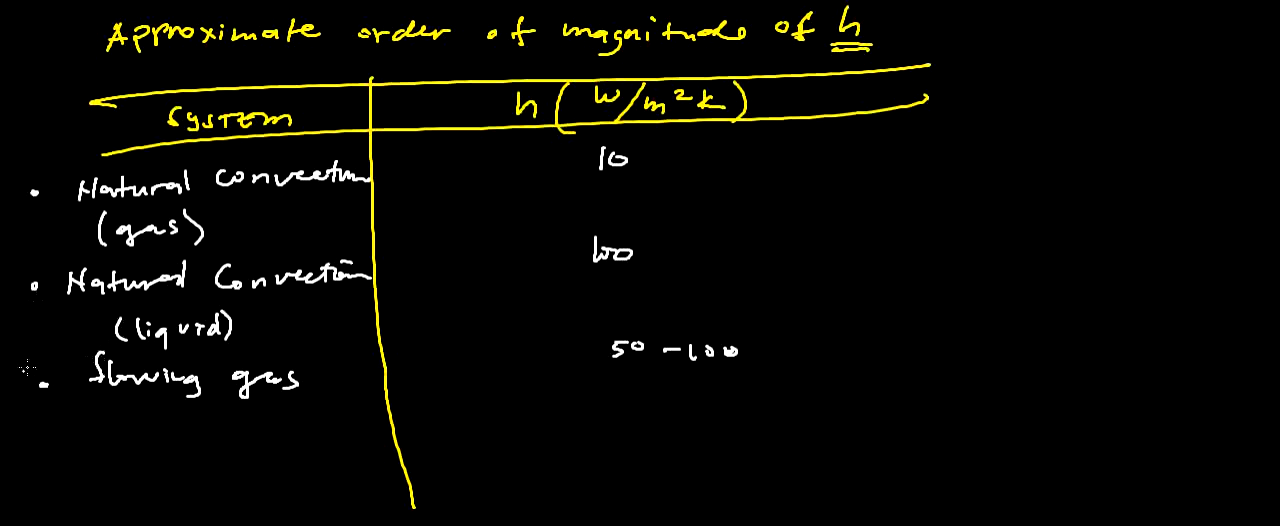 Approximate order of magnitude of h
SYSTEM h (W/m²K)
• Natural convection 10
(gas)
• Natural Convection 100
(liquid)
• flowing gas 50 - 100